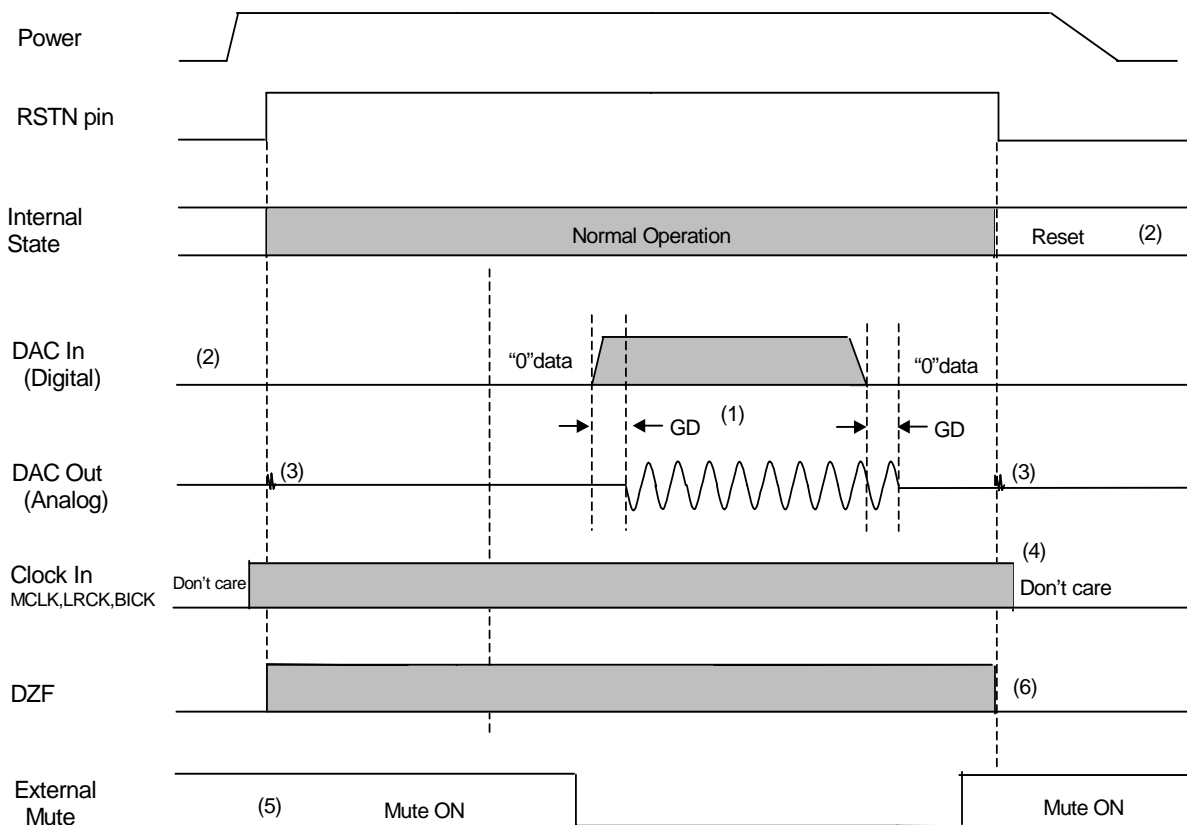 Power
RSTN pin
Internal
State
Normal Operation
Reset
(2)
DAC In
(Digital)
(2)
“0”data
“0”data
(1)
GD
GD
DAC Out
(Analog)
(3)
(3)
Clock In
MCLK,LRCK,BICK
Don’t care
(4)
Don’t care
DZF
(6)
External
Mute
(5)
Mute ON
Mute ON